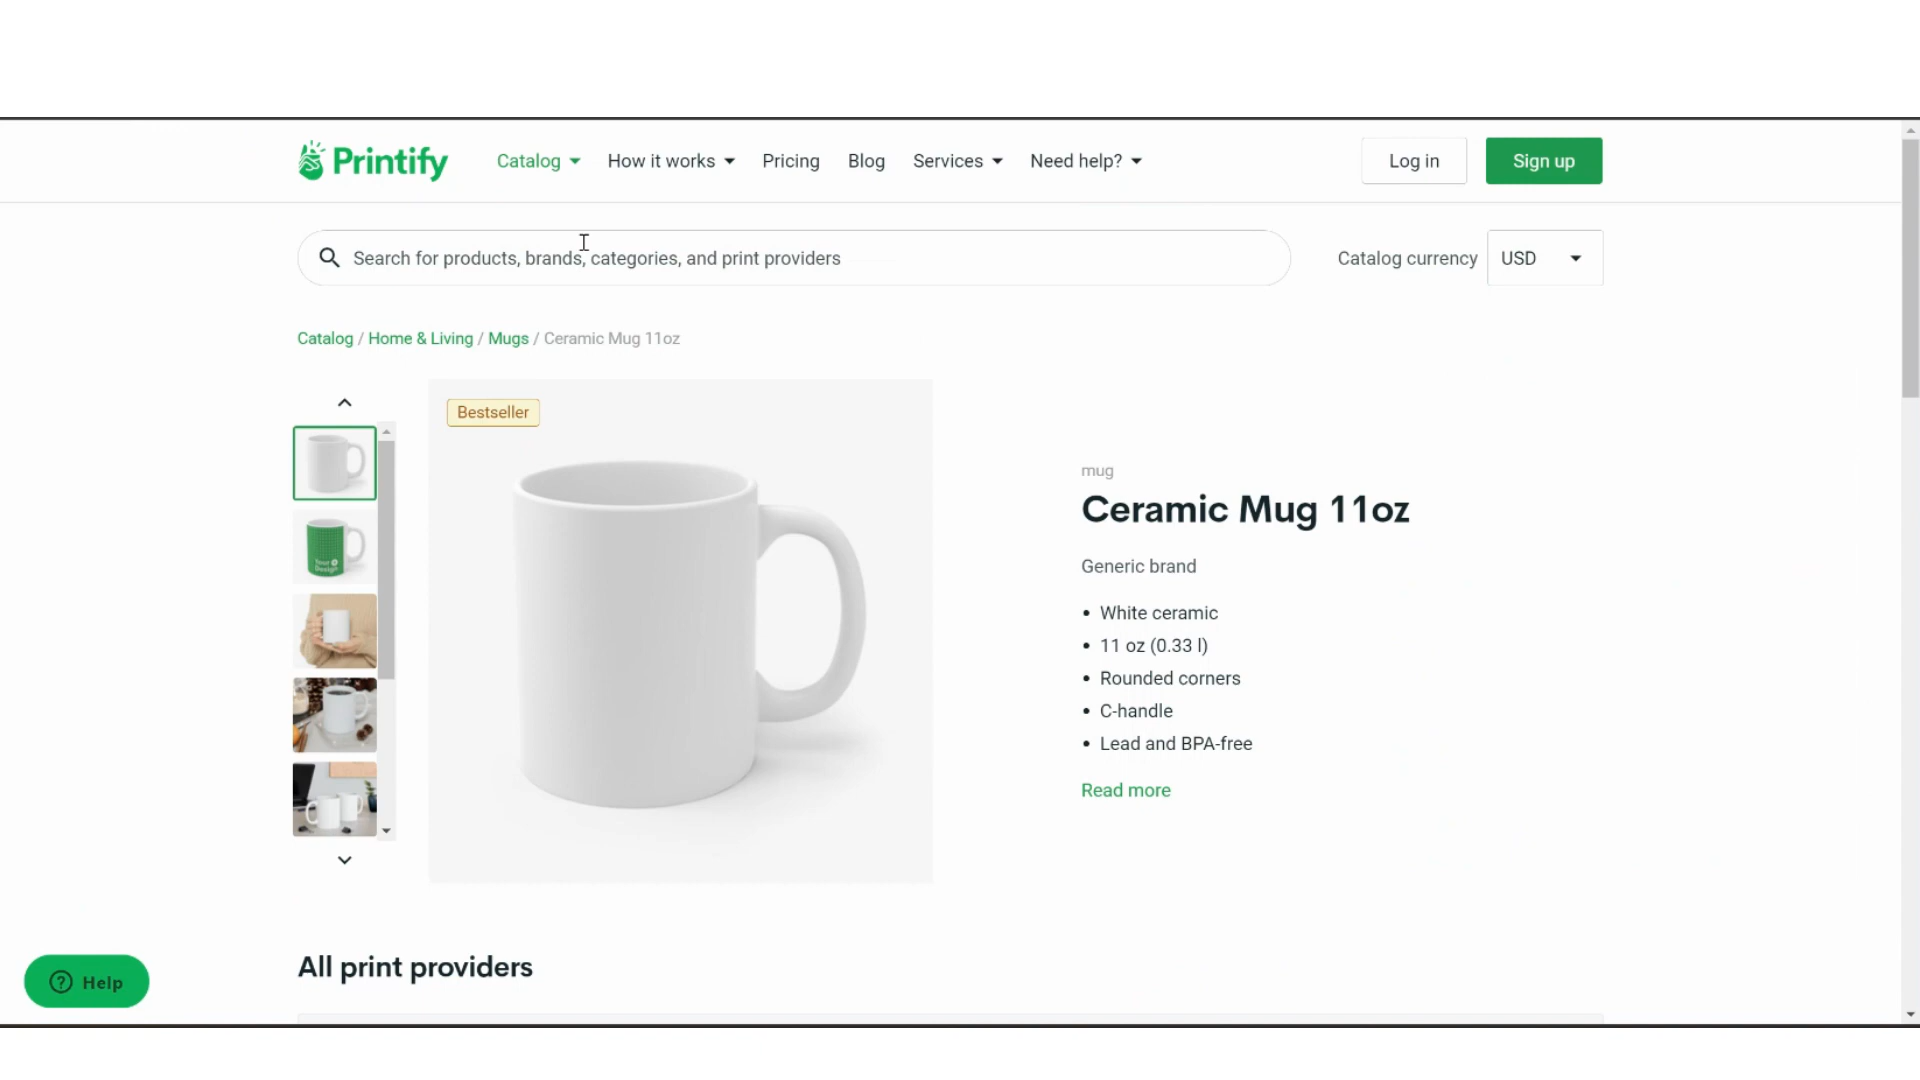 Printify
Catalog How it works Pricing Blog Services Need help? Log in Sign up
Search for products, brands, categories, and print providers
Catalog currency USD
Catalog / Home & Living / Mugs / Ceramic Mug 11oz
Bestseller
Your Design
mug
Ceramic Mug 11oz
Generic brand
• White ceramic
• 11 oz (0.33 l)
• Rounded corners
• C-handle
• Lead and BPA-free
Read more
All print providers
Help